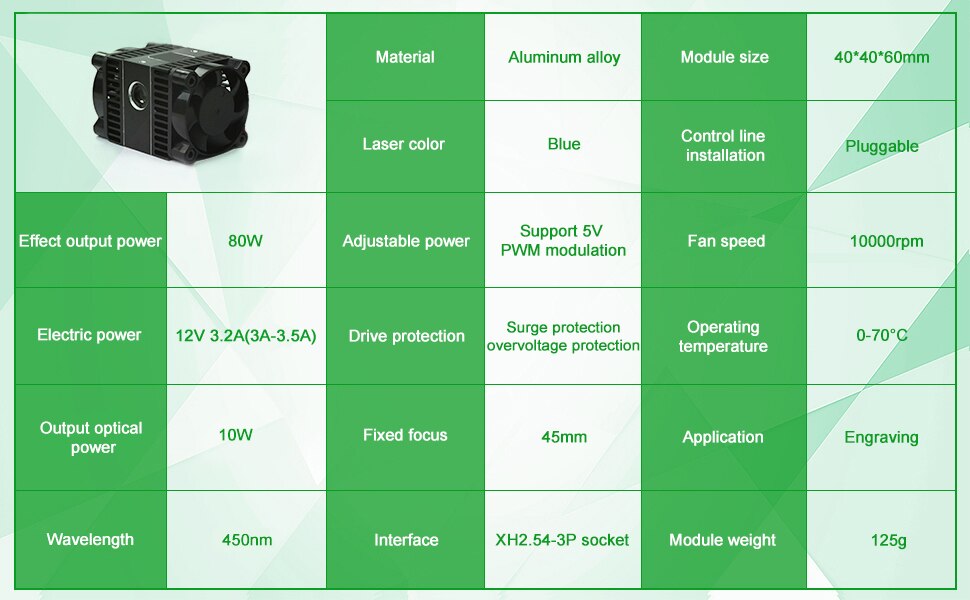 Material
Aluminum alloy
Module size
40*40*60mm
Laser color
Blue
Control line
installation
Pluggable
Effect output power
80W
Adjustable power
Support 5V
PWM modulation
Fan speed
10000rpm
Electric power
12V 3.2A(3A-3.5A)
Drive protection
Surge protection
overvoltage protection
Operating
temperature
0-70°C
Output optical
power
10W
Fixed focus
45mm
Application
Engraving
Wavelength
450nm
Interface
XH2.54-3P socket
Module weight
125g